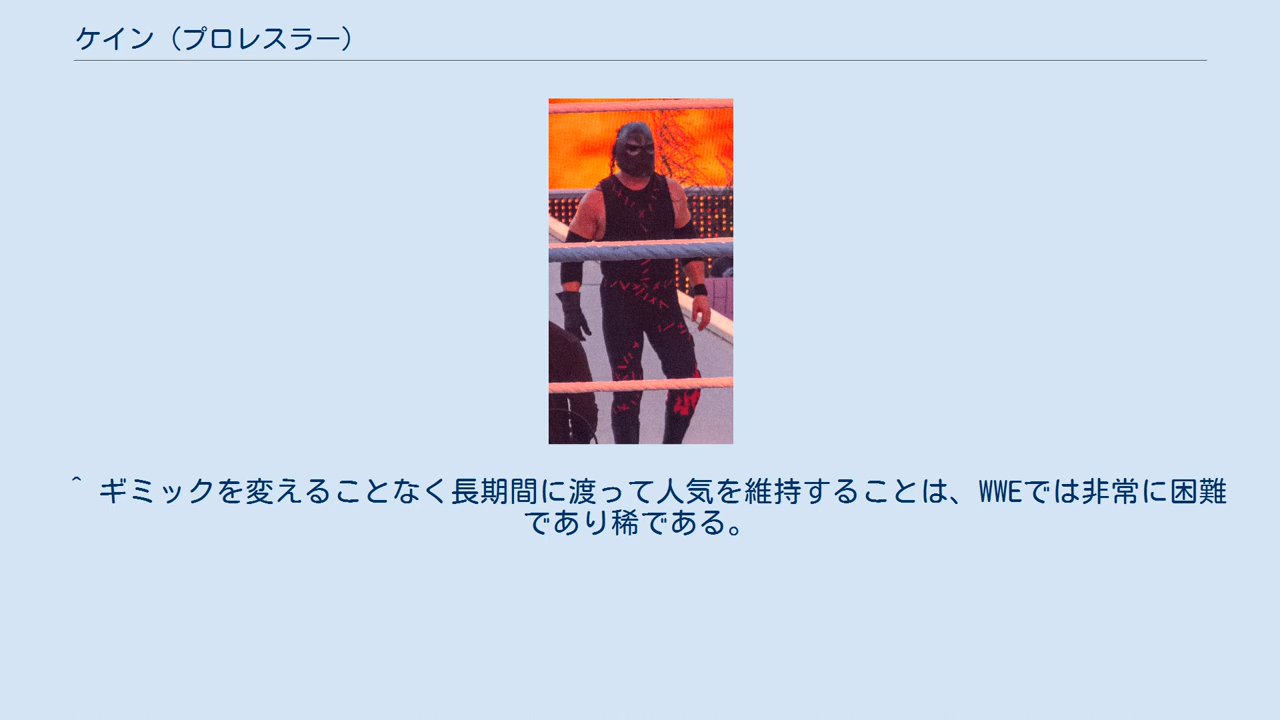 ケイン（プロレスラー）
^ ギミックを変えることなく長期間に渡って人気を維持することは、WWEでは非常に困難
であり稀である。